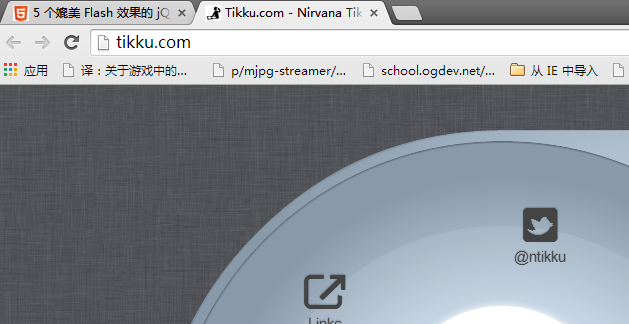 5 个媲美 Flash 效果的 jQ
Tikku.com - Nirvana Tik
tikku.com
应用 译：关于游戏中的... p/mjpg-streamer/... school.ogdev.net/... 从 IE 中导入
@ntikku
Links